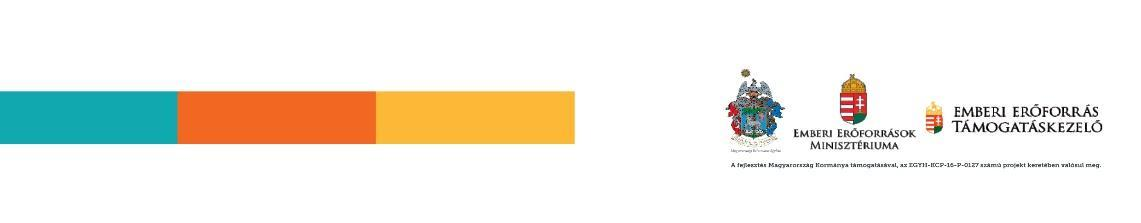 EMBERI ERŐFORRÁSOK
MINISZTÉRIUMA
EMBERI ERŐFORRÁS
TÁMOGATÁSKEZELŐ
A fejlesztés Magyarország Kormánya támogatásával, az EGYH-KCP-16-P-0127 számú projekt keretében valósul meg.